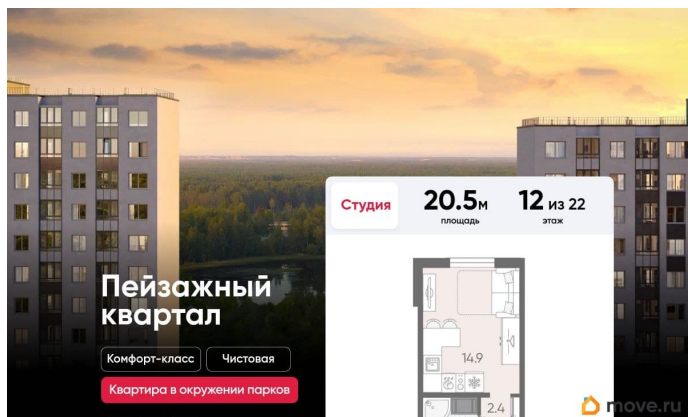 Студия
20.5м
площадь
12 из 22
этаж
Пейзажный
квартал
Комфорт-класс
Чистовая
Квартира в окружении парков
14.9
2.4
move.ru